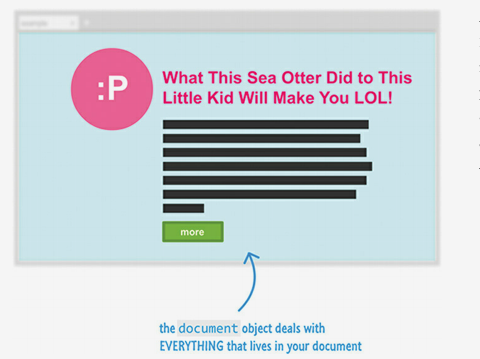 example
:P
What This Sea Otter Did to This
Little Kid Will Make You LOL!
more
the document object deals with
EVERYTHING that lives in your document